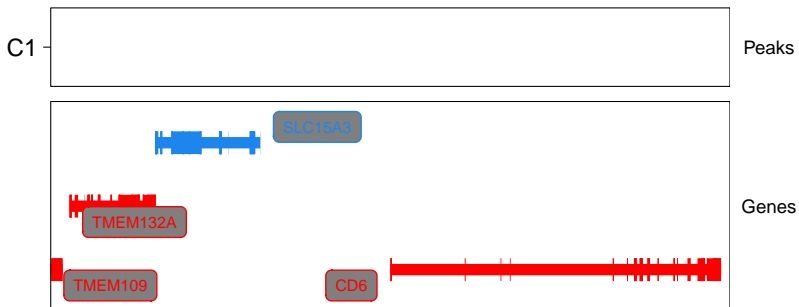 C1
Peaks
SLC15A3
TMEM132A
Genes
TMEM109
CD6